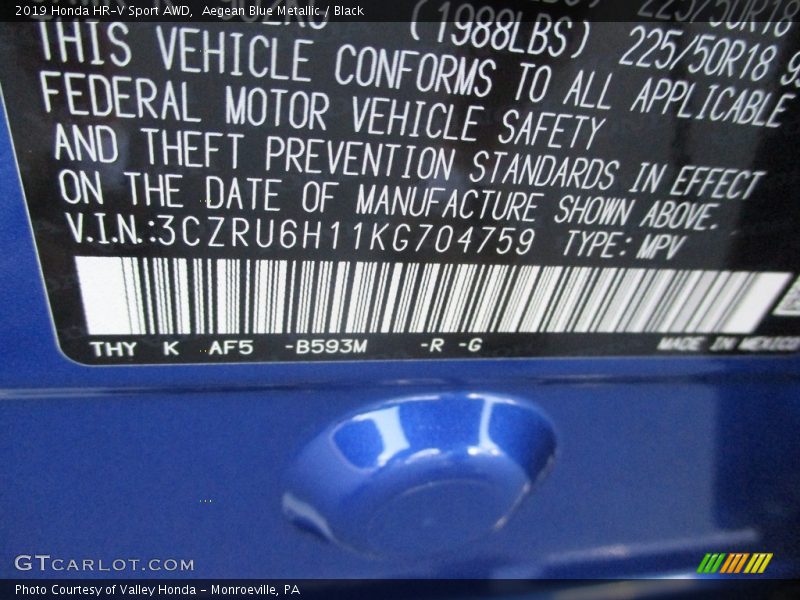 2019 Honda HR-V Sport AWD,  Aegean Blue Metallic / Black
(1988LBS) 225/50R18
THIS VEHICLE CONFORMS TO ALL APPLICABLE
FEDERAL MOTOR VEHICLE SAFETY
AND THEFT PREVENTION STANDARDS IN EFFECT
ON THE DATE OF MANUFACTURE SHOWN ABOVE.
V.I.N.:3CZRU6H11KG704759 TYPE: MPV
THY K AF5 -B593M -R -G MADE IN MEXICO
GTCARLOT.COM
Photo Courtesy of Valley Honda - Monroeville, PA